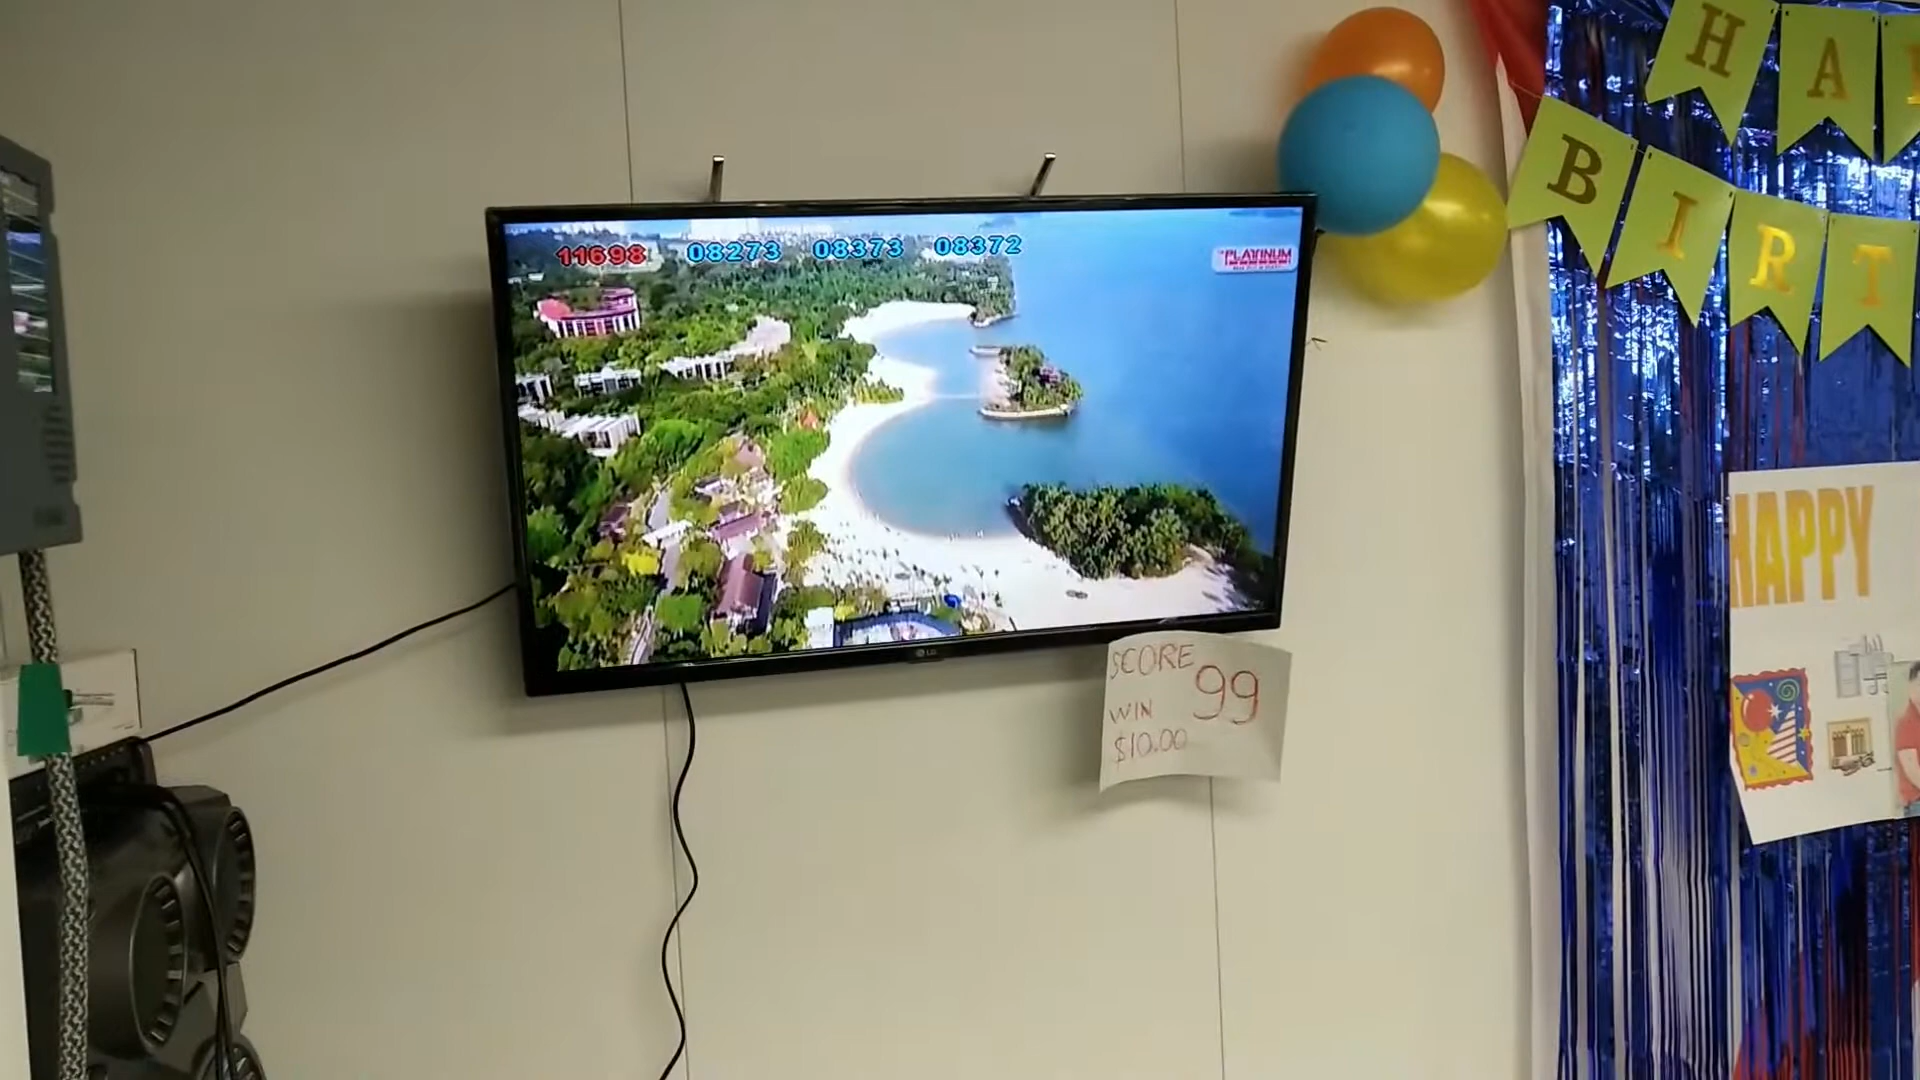 HA
BIRT
11698 08273 08373 08372
PLATINUM
LG
HAPPY
SCORE 99
WIN
$10.00